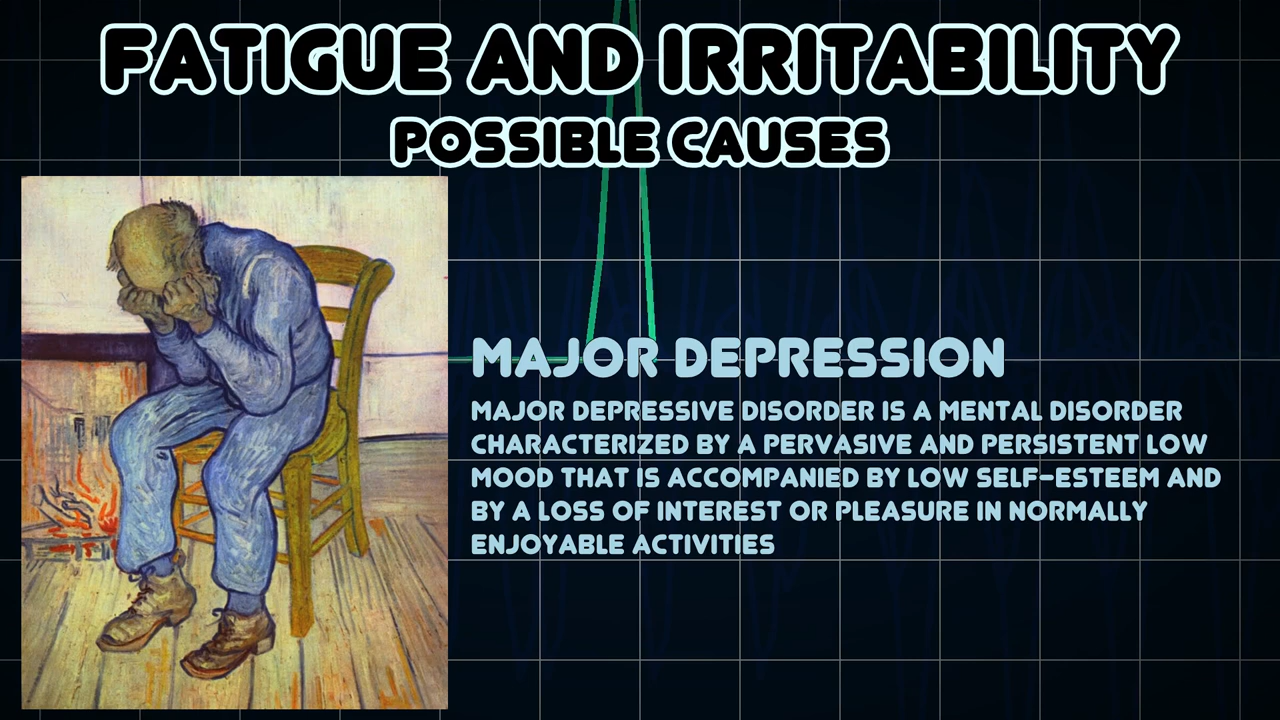 FATIGUE AND IRRITABILITY
POSSIBLE CAUSES
MAJOR DEPRESSION
MAJOR DEPRESSIVE DISORDER IS A MENTAL DISORDER
CHARACTERIZED BY A PERVASIVE AND PERSISTENT LOW
MOOD THAT IS ACCOMPANIED BY LOW SELF-ESTEEM AND
BY A LOSS OF INTEREST OR PLEASURE IN NORMALLY
ENJOYABLE ACTIVITIES